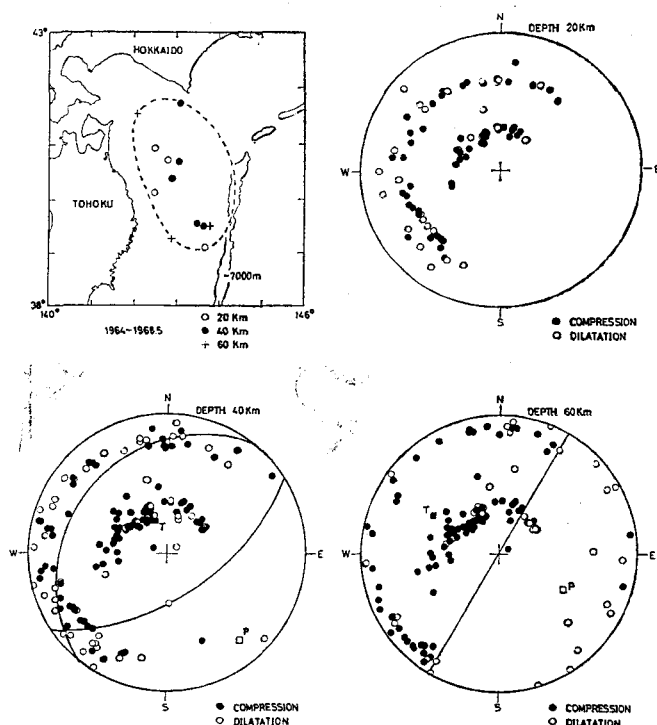 43°
HOKKAIDO
TOHOKU
~7000m
38°
140°
146°
1964~1968.5
○ 20 Km
● 40 Km
+ 60 Km
N
DEPTH 20Km
W
E
S
● COMPRESSION
○ DILATATION
N
DEPTH 40Km
T
W
E
P
S
● COMPRESSION
○ DILATATION
N
DEPTH 60Km
T
W
E
P
S
● COMPRESSION
○ DILATATION